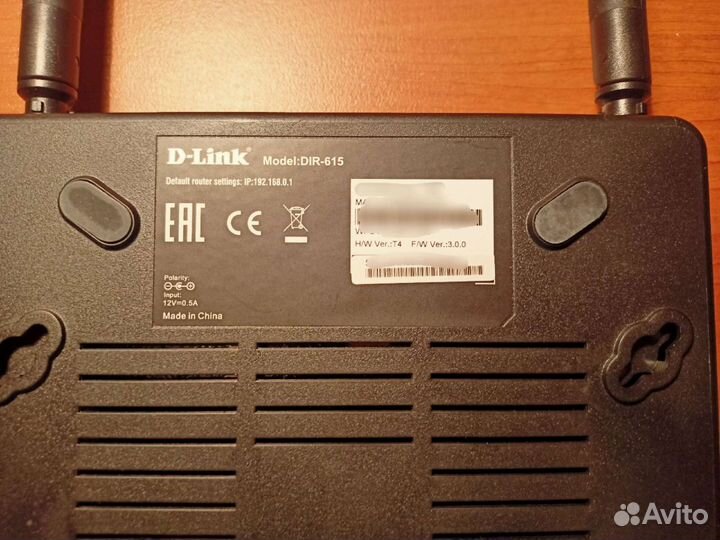 D-Link Model:DIR-615
Default router settings: IP:192.168.0.1
EAC CE
H/W Ver.:T4 F/W Ver.:3.0.0
Polarity:
Input:
12V=0.5A
Made in China
Avito